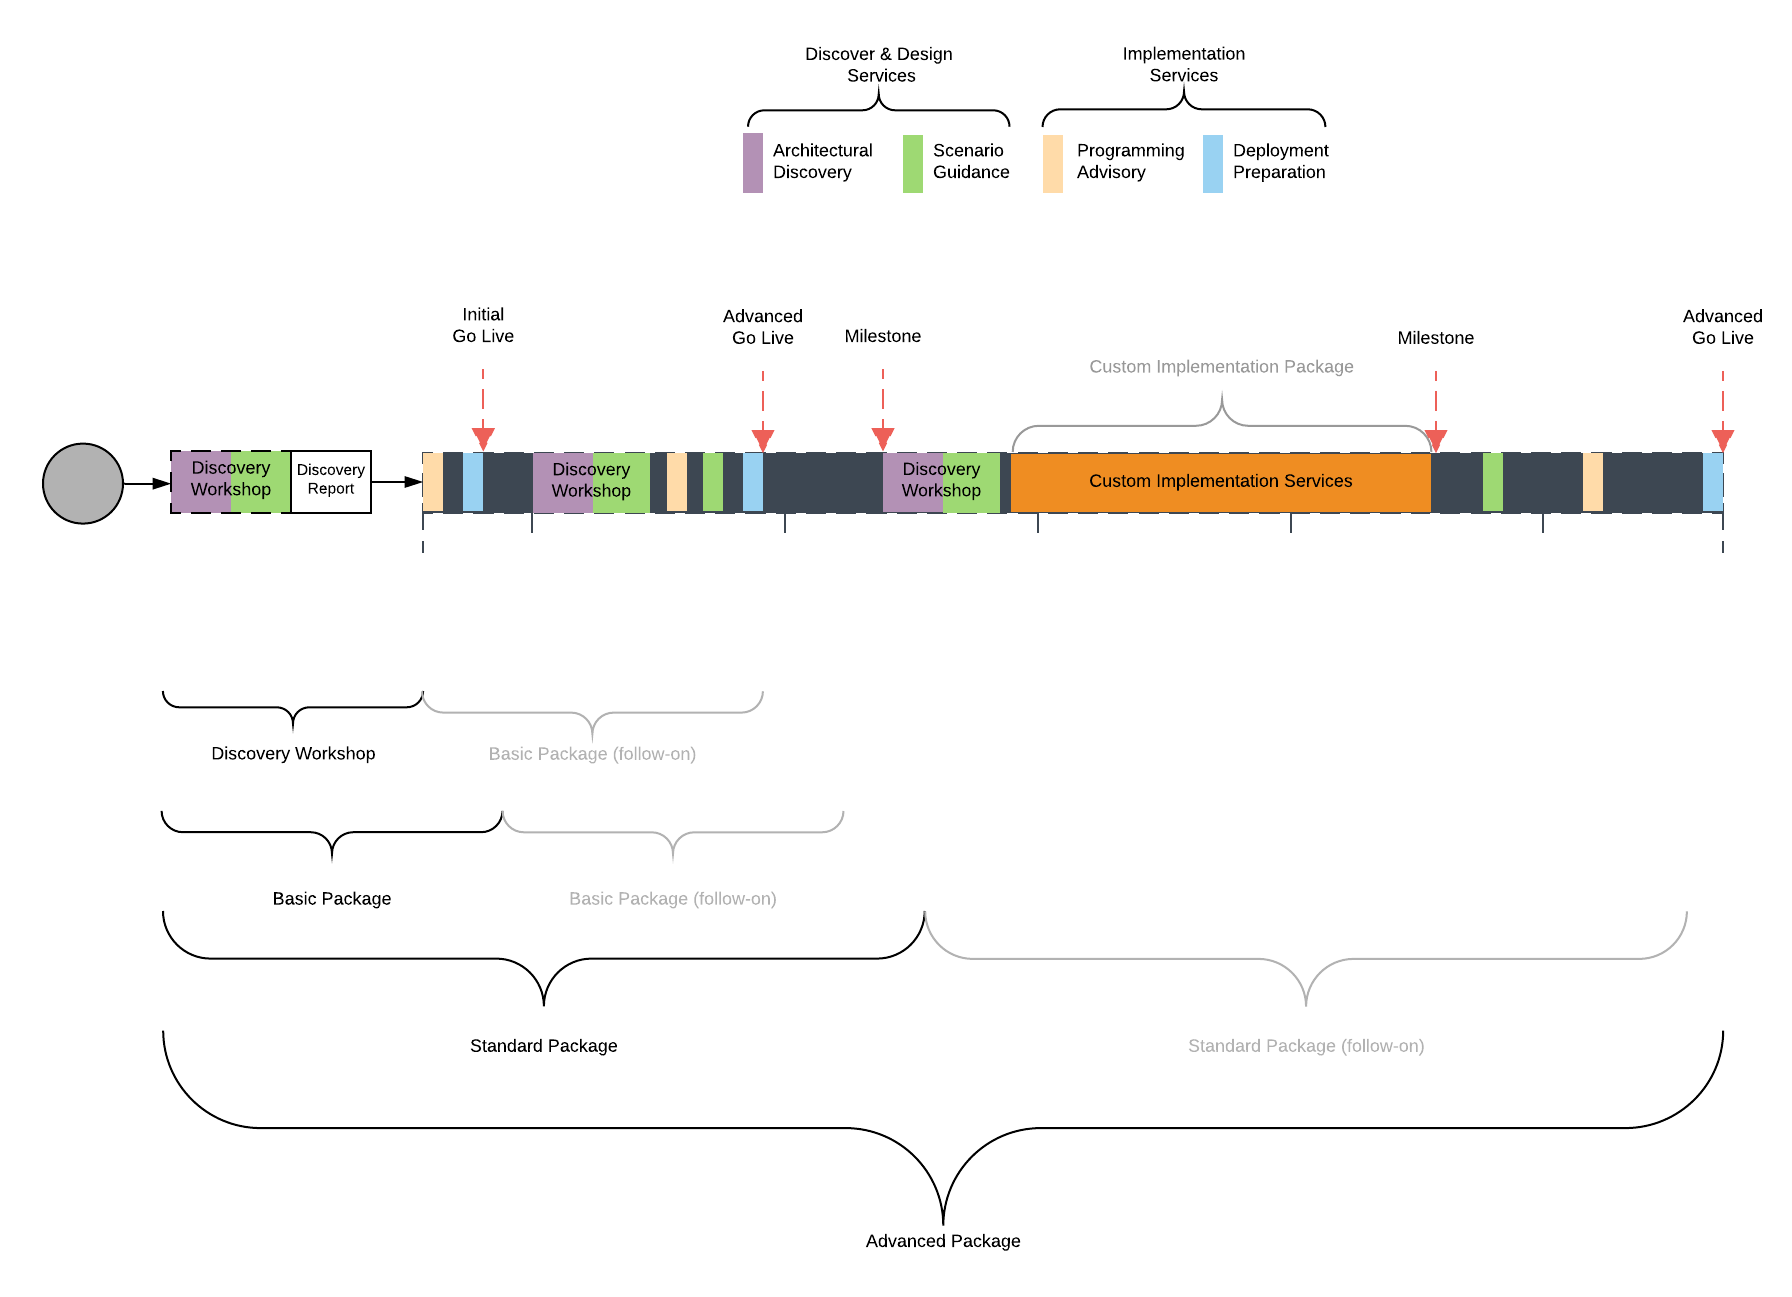 Discover & Design
Services
Implementation
Services
Architectural
Discovery
Scenario
Guidance
Programming
Advisory
Deployment
Preparation
Initial
Go Live
Advanced
Go Live
Milestone
Custom Implementation Package
Milestone
Advanced
Go Live
Discovery
Workshop
Discovery
Report
Discovery
Workshop
Discovery
Workshop
Custom Implementation Services
Discovery Workshop
Basic Package (follow-on)
Basic Package
Basic Package (follow-on)
Standard Package
Standard Package (follow-on)
Advanced Package